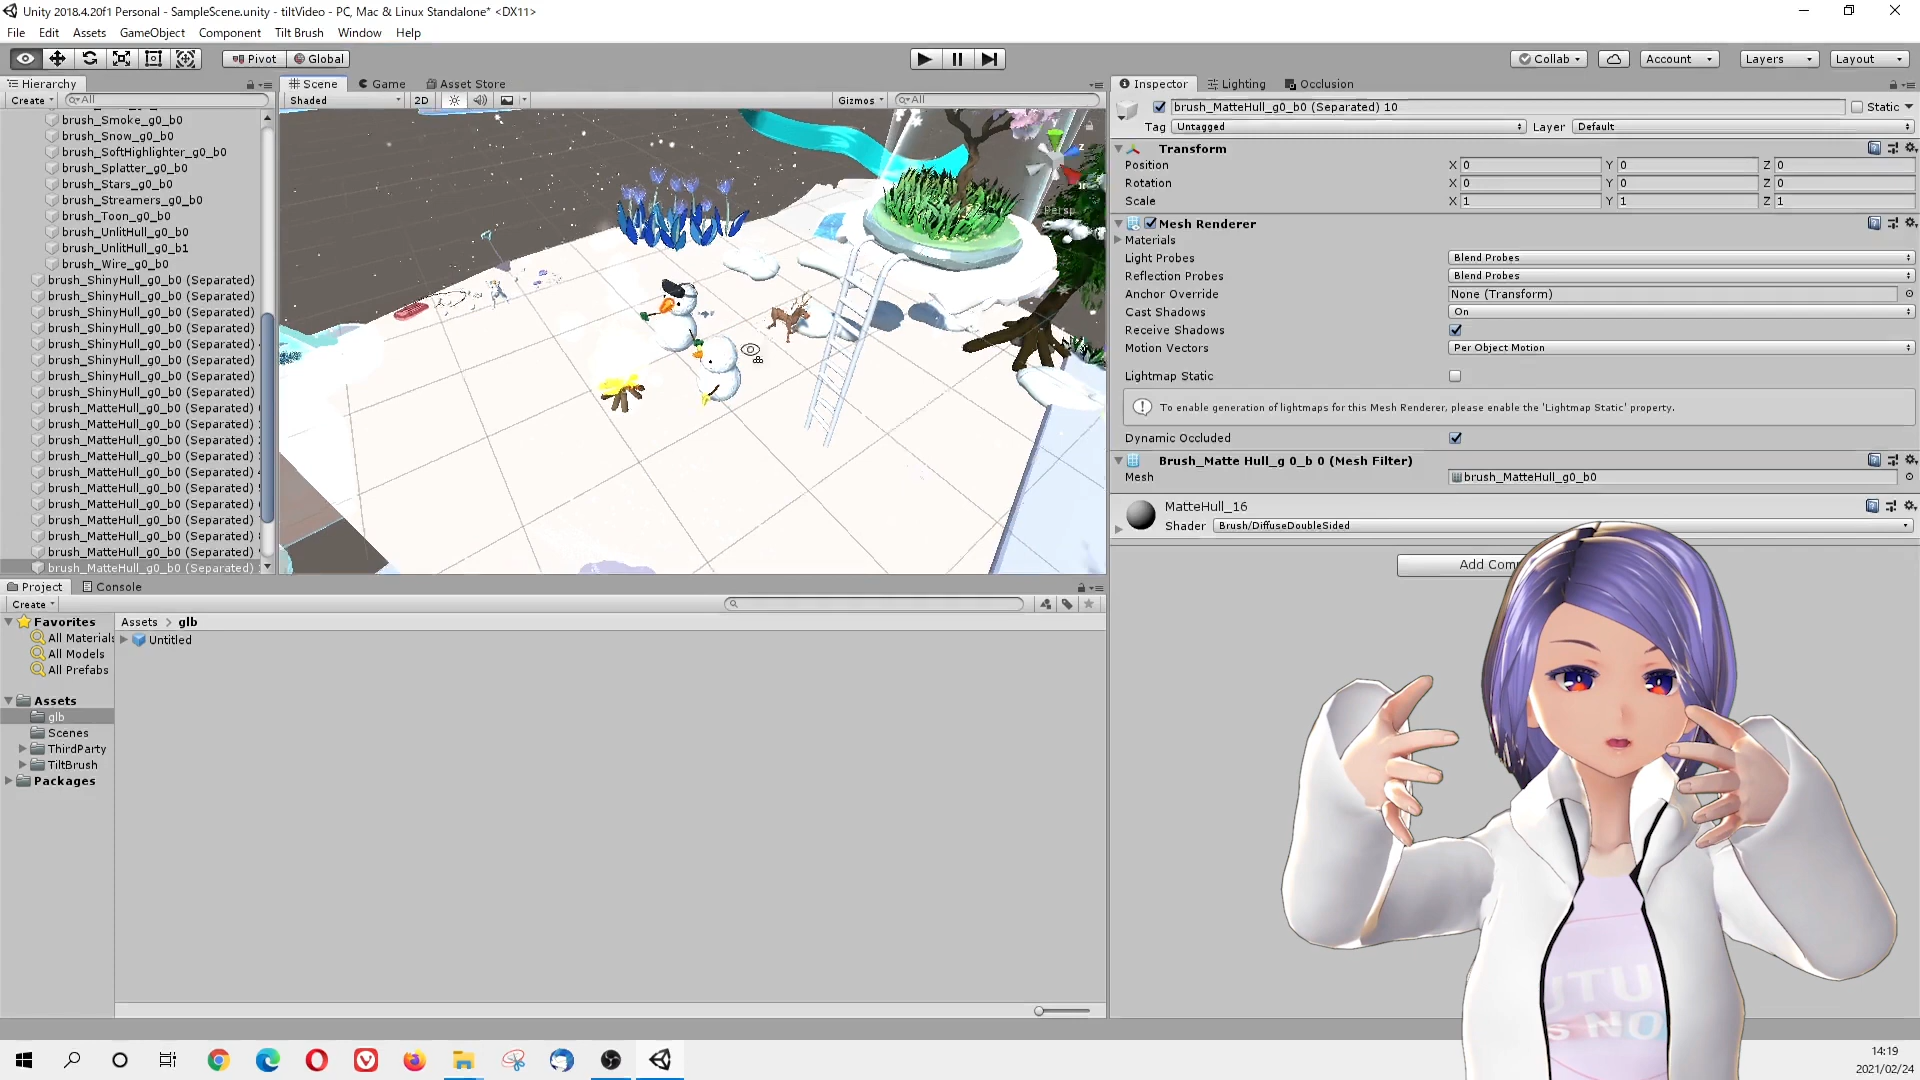 Unity 2018.4.20f1 Personal - SampleScene.unity - tiltVideo - PC, Mac & Linux Standalone* <DX11>
File Edit Assets GameObject Component Tilt Brush Window Help
Pivot Global Collab Account Layers Layout
Hierarchy
Create All
brush_Smoke_g0_b0
brush_Snow_g0_b0
brush_SoftHighlighter_g0_b0
brush_Splatter_g0_b0
brush_Stars_g0_b0
brush_Streamers_g0_b0
brush_Toon_g0_b0
brush_UnlitHull_g0_b0
brush_UnlitHull_g0_b1
brush_Wire_g0_b0
brush_ShinyHull_g0_b0 (Separated)
brush_ShinyHull_g0_b0 (Separated)
brush_ShinyHull_g0_b0 (Separated)
brush_ShinyHull_g0_b0 (Separated)
brush_ShinyHull_g0_b0 (Separated)
brush_ShinyHull_g0_b0 (Separated)
brush_ShinyHull_g0_b0 (Separated)
brush_ShinyHull_g0_b0 (Separated)
brush_MatteHull_g0_b0 (Separated)
brush_MatteHull_g0_b0 (Separated)
brush_MatteHull_g0_b0 (Separated)
brush_MatteHull_g0_b0 (Separated)
brush_MatteHull_g0_b0 (Separated)
brush_MatteHull_g0_b0 (Separated)
brush_MatteHull_g0_b0 (Separated)
brush_MatteHull_g0_b0 (Separated)
brush_MatteHull_g0_b0 (Separated)
brush_MatteHull_g0_b0 (Separated)
brush_MatteHull_g0_b0 (Separated)
Scene Game Asset Store
Shaded 2D Gizmos All
Persp
Inspector Lighting Occlusion
brush_MatteHull_g0_b0 (Separated) 10 Static
Tag Untagged Layer Default
Transform
Position X 0 Y 0 Z 0
Rotation X 0 Y 0 Z 0
Scale X 1 Y 1 Z 1
Mesh Renderer
Materials
Light Probes Blend Probes
Reflection Probes Blend Probes
Anchor Override None (Transform)
Cast Shadows On
Receive Shadows
Motion Vectors Per Object Motion
Lightmap Static
To enable generation of lightmaps for this Mesh Renderer, please enable the 'Lightmap Static' property.
Dynamic Occluded
Brush_Matte Hull_g 0_b 0 (Mesh Filter)
Mesh brush_MatteHull_g0_b0
MatteHull_16
Shader Brush/DiffuseDoubleSided
Add Comp
Project Console
Create
Favorites
All Materials
All Models
All Prefabs
Assets
glb
Scenes
ThirdParty
TiltBrush
Packages
Assets > glb
Untitled
14:19
2021/02/24